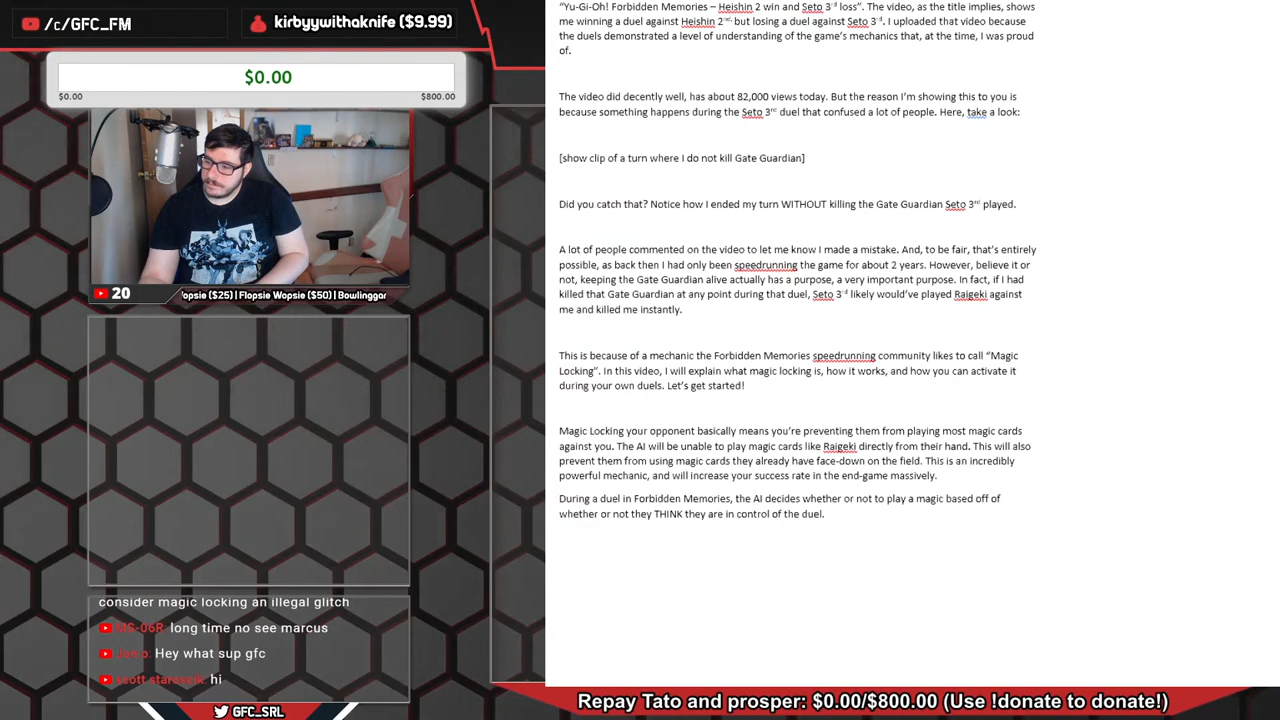 /c/GFC_FM
kirbyywithaknife ($9.99)
$0.00
$0.00
$800.00
20
'opsie ($25) | Flopsie Wopsie ($50) | Bowlinggar
consider magic locking an illegal glitch
MS-06R: long time no see marcus
Hey what sup gfc
scott staroscik: hi
GFC_SRL
"Yu-Gi-Oh! Forbidden Memories – Heishin 2 win and Seto 3rd loss". The video, as the title implies, shows
me winning a duel against Heishin 2nd, but losing a duel against Seto 3rd. I uploaded that video because
the duels demonstrated a level of understanding of the game's mechanics that, at the time, I was proud
of.
The video did decently well, has about 82,000 views today. But the reason I'm showing this to you is
because something happens during the Seto 3rd duel that confused a lot of people. Here, take a look:
[show clip of a turn where I do not kill Gate Guardian]
Did you catch that? Notice how I ended my turn WITHOUT killing the Gate Guardian Seto 3rd played.
A lot of people commented on the video to let me know I made a mistake. And, to be fair, that's entirely
possible, as back then I had only been speedrunning the game for about 2 years. However, believe it or
not, keeping the Gate Guardian alive actually has a purpose, a very important purpose. In fact, if I had
killed that Gate Guardian at any point during that duel, Seto 3rd likely would've played Raigeki against
me and killed me instantly.
This is because of a mechanic the Forbidden Memories speedrunning community likes to call "Magic
Locking". In this video, I will explain what magic locking is, how it works, and how you can activate it
during your own duels. Let's get started!
Magic Locking your opponent basically means you're preventing them from playing most magic cards
against you. The AI will be unable to play magic cards like Raigeki directly from their hand. This will also
prevent them from using magic cards they already have face-down on the field. This is an incredibly
powerful mechanic, and will increase your success rate in the end-game massively.
During a duel in Forbidden Memories, the AI decides whether or not to play a magic based off of
whether or not they THINK they are in control of the duel.
Repay Tato and prosper: $0.00/$800.00 (Use !donate to donate!)